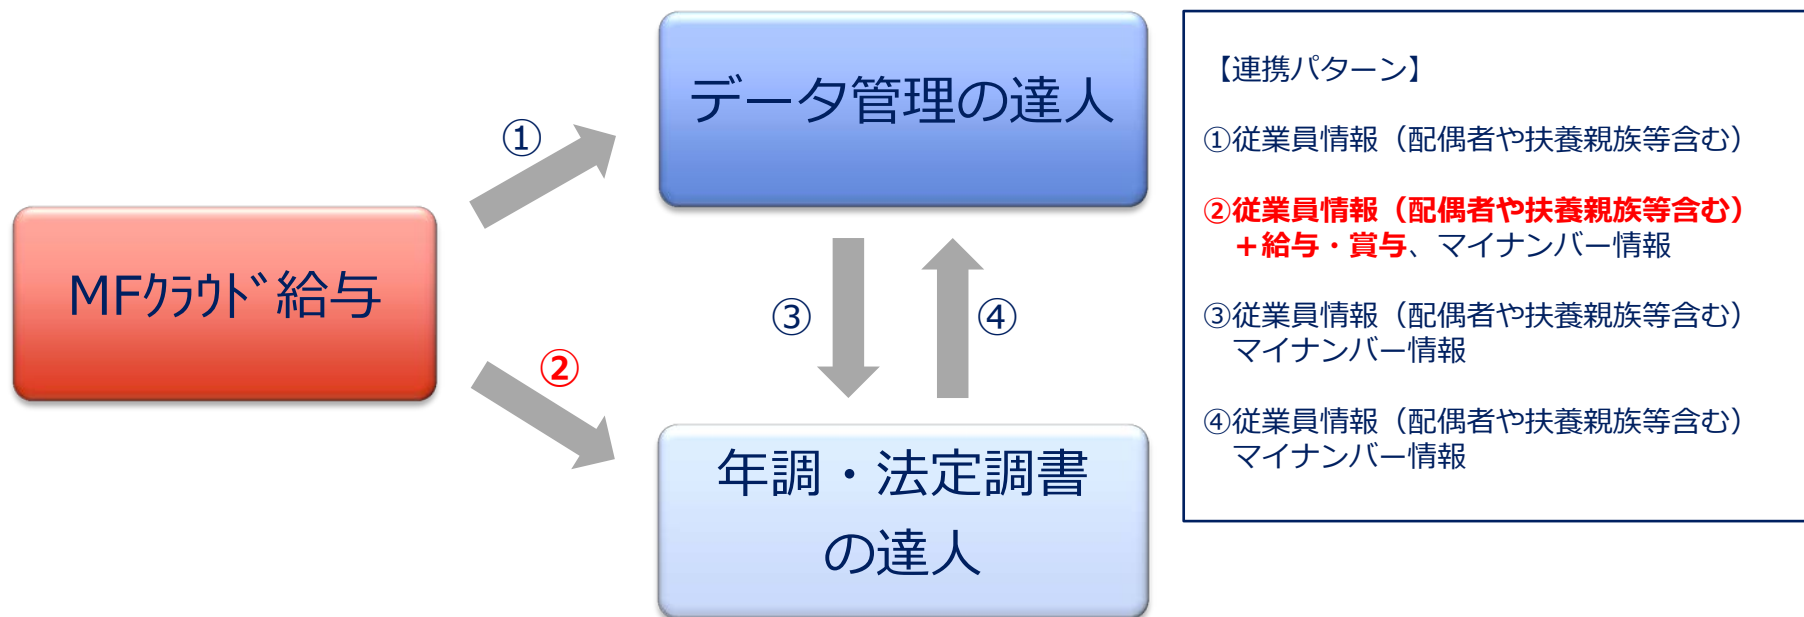 データ管理の達人
①
MFｸﾗｳﾄﾞ給与
②
③
④
年調・法定調書
の達人
【連携パターン】
①従業員情報（配偶者や扶養親族等含む）
②従業員情報（配偶者や扶養親族等含む）
＋給与・賞与、マイナンバー情報
③従業員情報（配偶者や扶養親族等含む）
マイナンバー情報
④従業員情報（配偶者や扶養親族等含む）
マイナンバー情報